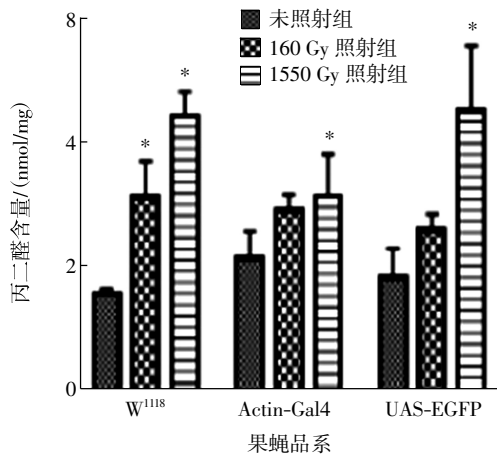 8
未照射组
160 Gy 照射组
1550 Gy 照射组
*
*
*
*
4
2
0
丙二醛含量/(nmol/mg)
W1118
Actin-Gal4
UAS-EGFP
果蝇品系